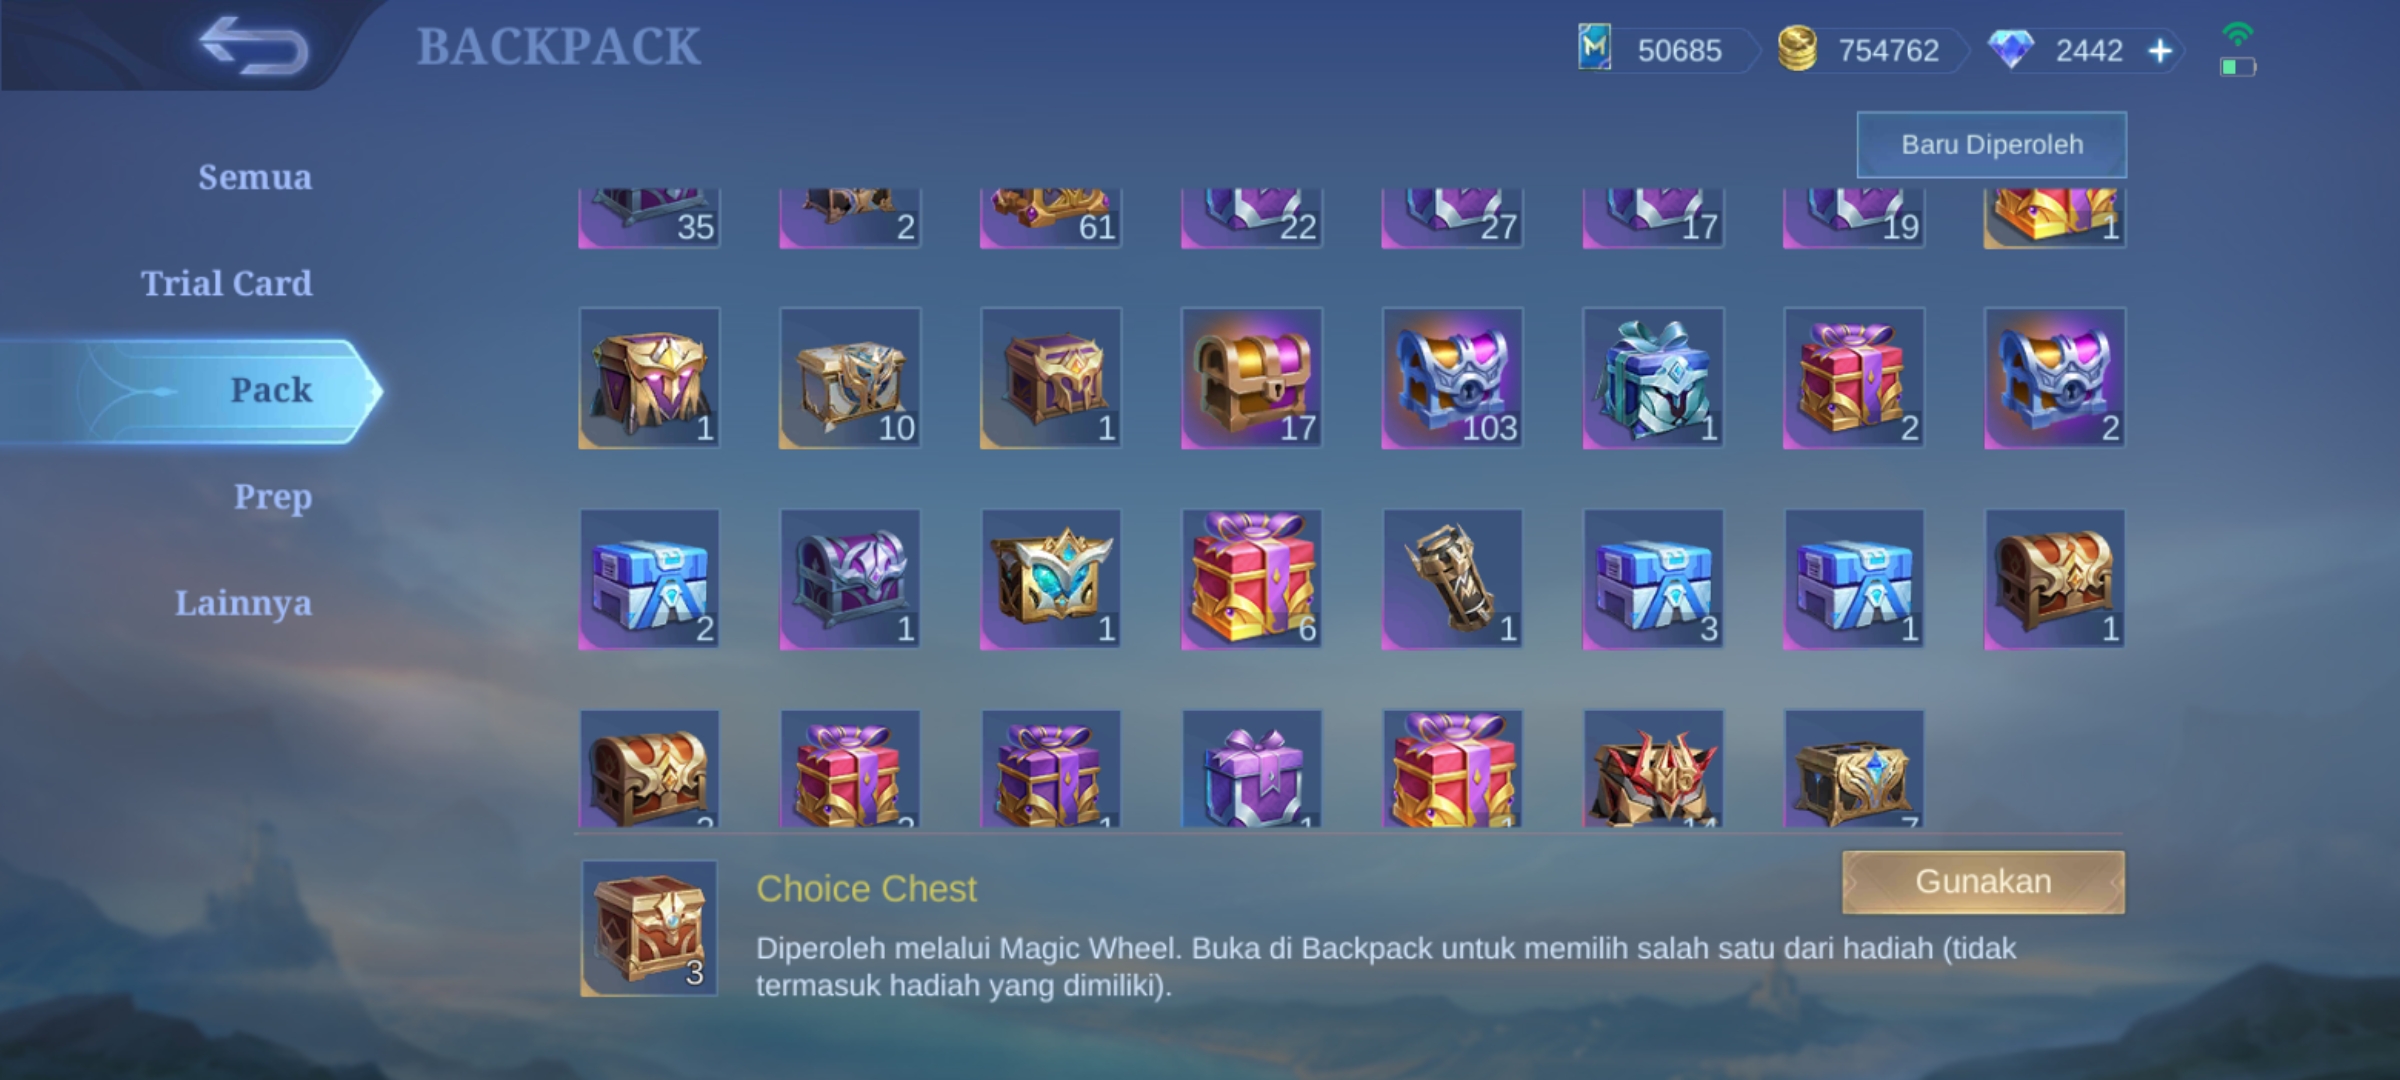 BACKPACK
50685
754762
2442
Baru Diperoleh
Semua
Trial Card
Pack
Prep
Lainnya
35
2
61
22
27
17
19
1
1
10
1
17
103
1
2
2
2
1
1
6
1
3
1
1
Choice Chest
Gunakan
3
Diperoleh melalui Magic Wheel. Buka di Backpack untuk memilih salah satu dari hadiah (tidak
termasuk hadiah yang dimiliki).